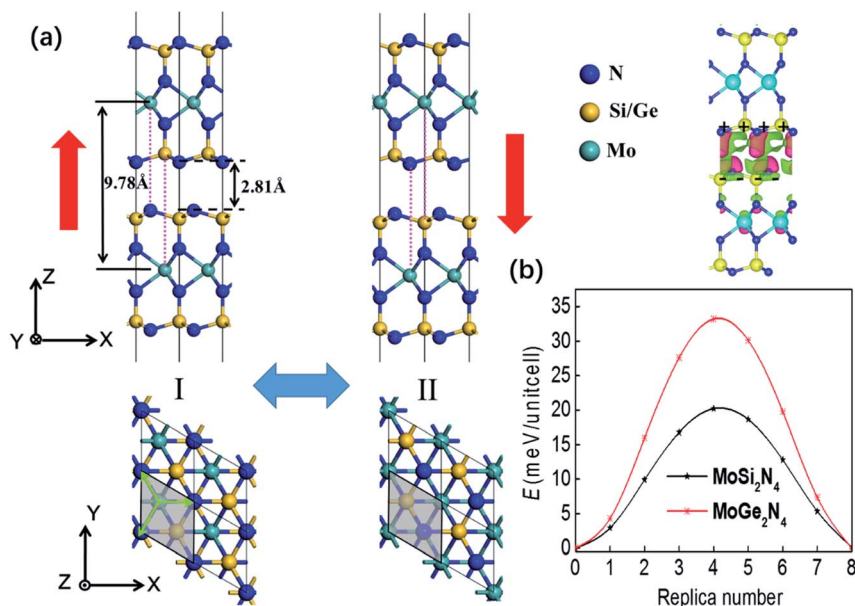 (a)
9.78Å
2.81Å
N
Si/Ge
Mo
+ + + +
Z
Y
X
I
II
Y
Z
X
(b)
E (meV/unitcell)
35
30
25
20
15
10
5
0
MoSi₂N₄
MoGe₂N₄
0 1 2 3 4 5 6 7 8
Replica number